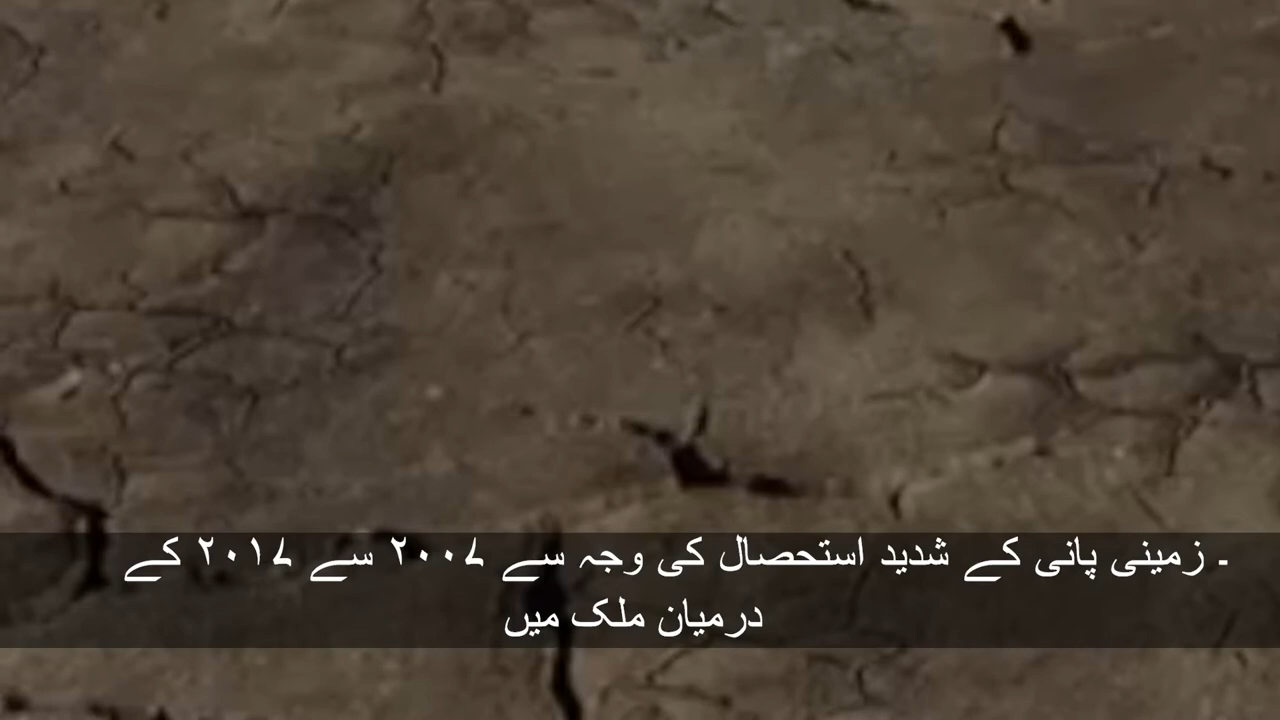 ۔ زمینی پانی کے شدید استحصال کی وجہ سے ۲۰۰۷ سے ۲۰۱۷ کے
درمیان ملک میں